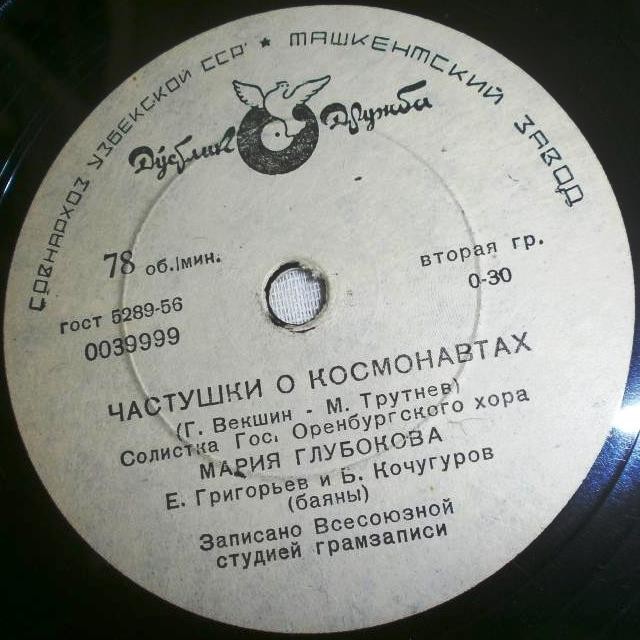 СОВНАРХОЗ УЗБЕКСКОЙ ССР ★ ТАШКЕНТСКИЙ ЗАВОД
Дўстлик Дружба
78 об./мин.
вторая гр.
0-30
ГОСТ 5289-56
0039999
ЧАСТУШКИ О КОСМОНАВТАХ
(Г. Векшин - М. Трутнев)
Солистка Гос. Оренбургского хора
МАРИЯ ГЛУБОКОВА
Е. Григорьев и Б. Кочугуров
(баяны)
Записано Всесоюзной
студией грамзаписи